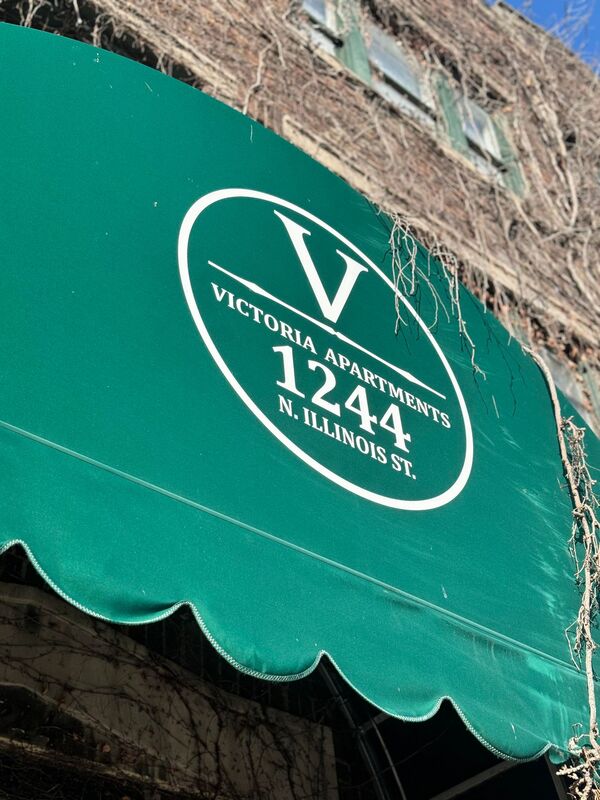 V
VICTORIA APARTMENTS
1244
N. ILLINOIS ST.